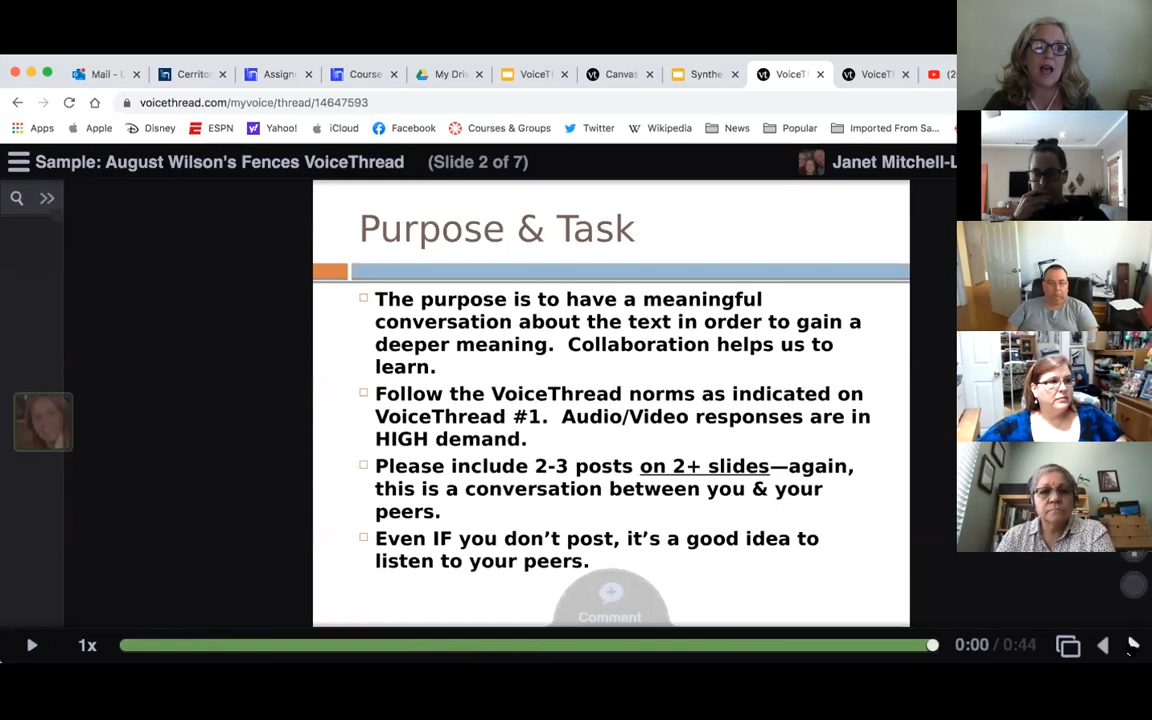 Mail - L
Cerrito
Assign
Course
My Driv
VoiceT
Canvas
Synthe
VoiceT
VoiceT
(2
voicethread.com/myvoice/thread/14647593
Apps
Apple
Disney
ESPN
Yahoo!
iCloud
Facebook
Courses & Groups
Twitter
Wikipedia
News
Popular
Imported From Sa...
Sample: August Wilson's Fences VoiceThread (Slide 2 of 7)
Janet Mitchell-L
Purpose & Task
The purpose is to have a meaningful
conversation about the text in order to gain a
deeper meaning. Collaboration helps us to
learn.
Follow the VoiceThread norms as indicated on
VoiceThread #1. Audio/Video responses are in
HIGH demand.
Please include 2-3 posts on 2+ slides—again,
this is a conversation between you & your
peers.
Even IF you don’t post, it’s a good idea to
listen to your peers.
Comment
1x
0:00 / 0:44